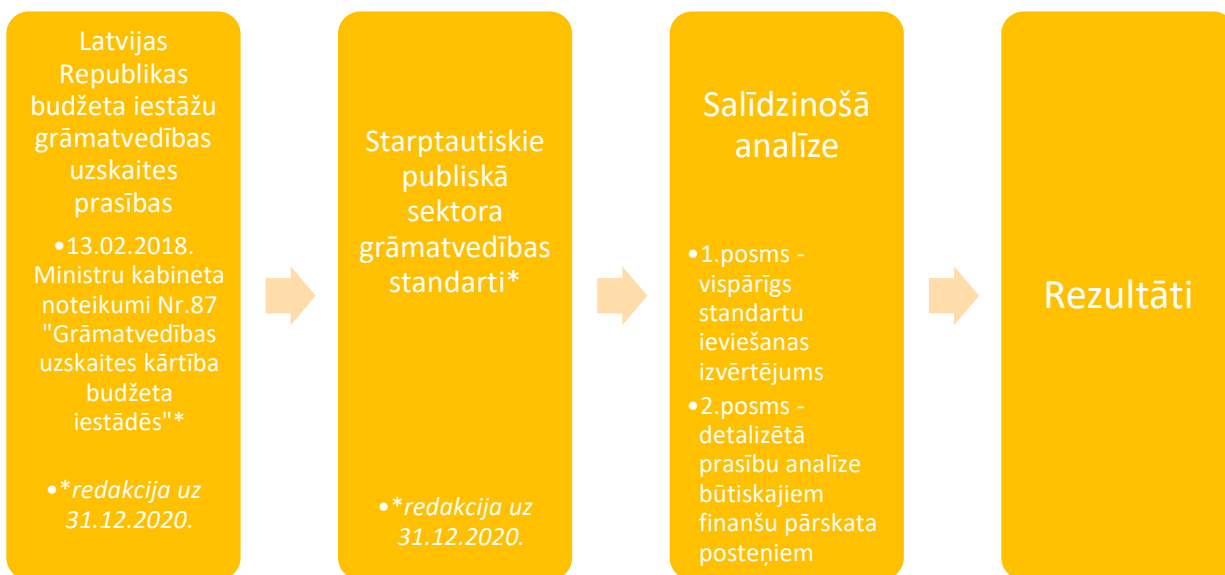 Latvijas
Republikas
budžeta iestāžu
grāmatvedības
uzskaites
prasības
•13.02.2018.
Ministru kabineta
noteikumi Nr.87
"Grāmatvedības
uzskaites kārtība
budžeta
iestādēs"*
•*redakcija uz
31.12.2020.
Starptautiskie
publiskā
sektora
grāmatvedības
standarti*
•*redakcija uz
31.12.2020.
Salīdzinošā
analīze
•1.posms -
vispārīgs
standartu
ieviešanas
izvērtējums
•2.posms -
detalizētā
prasību analīze
būtiskajiem
finanšu pārskata
posteņiem
Rezultāti